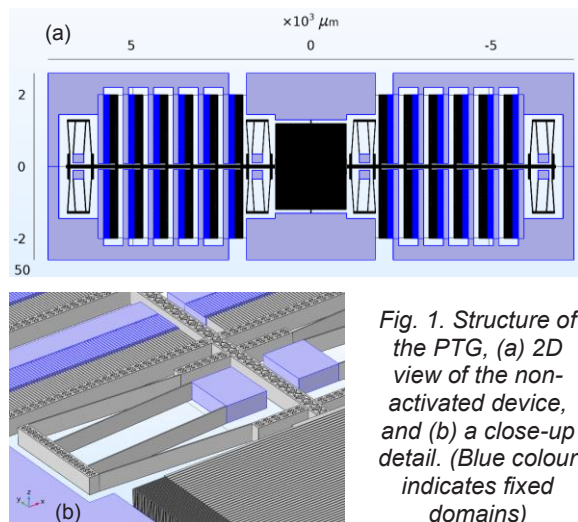 ×10³ µm
(a)
5 0 -5
2
0
-2
50
Fig. 1. Structure of
the PTG, (a) 2D
view of the non-
activated device,
and (b) a close-up
detail. (Blue colour
indicates fixed
domains)
(b)
z
y x